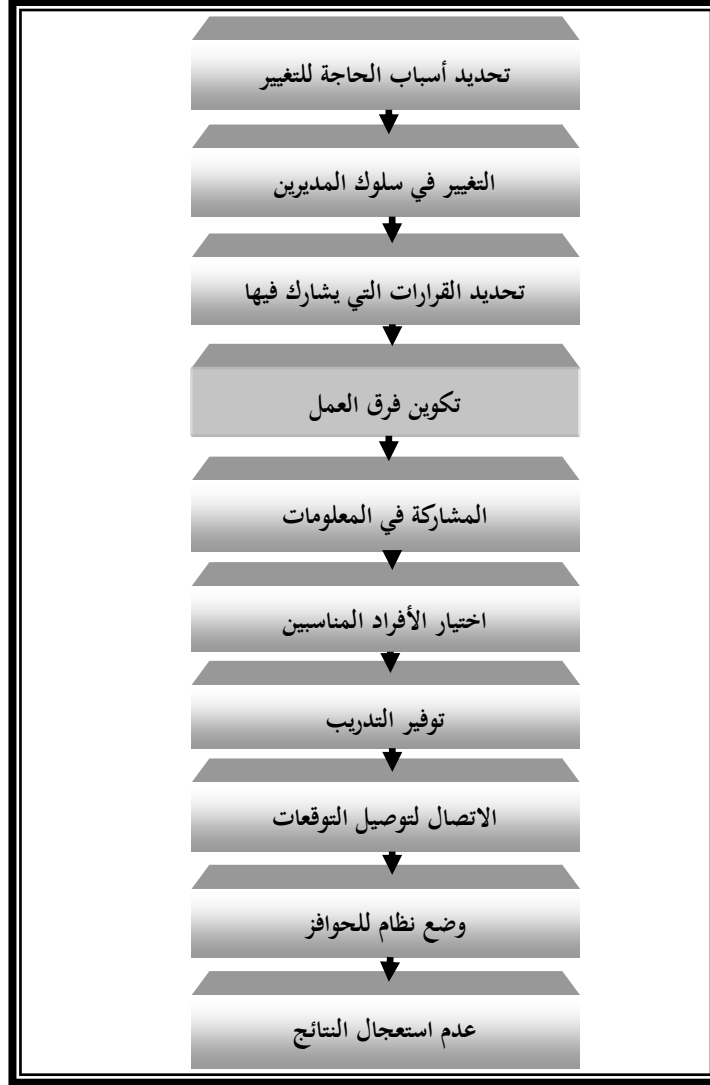 تحديد أسباب الحاجة للتغيير
التغيير في سلوك المديرين
تحديد القرارات التي يشارك فيها
تكوين فرق العمل
المشاركة في المعلومات
اختيار الأفراد المناسبين
توفير التدريب
الاتصال لتوصيل التوقعات
وضع نظام للحوافز
عدم استعجال النتائج